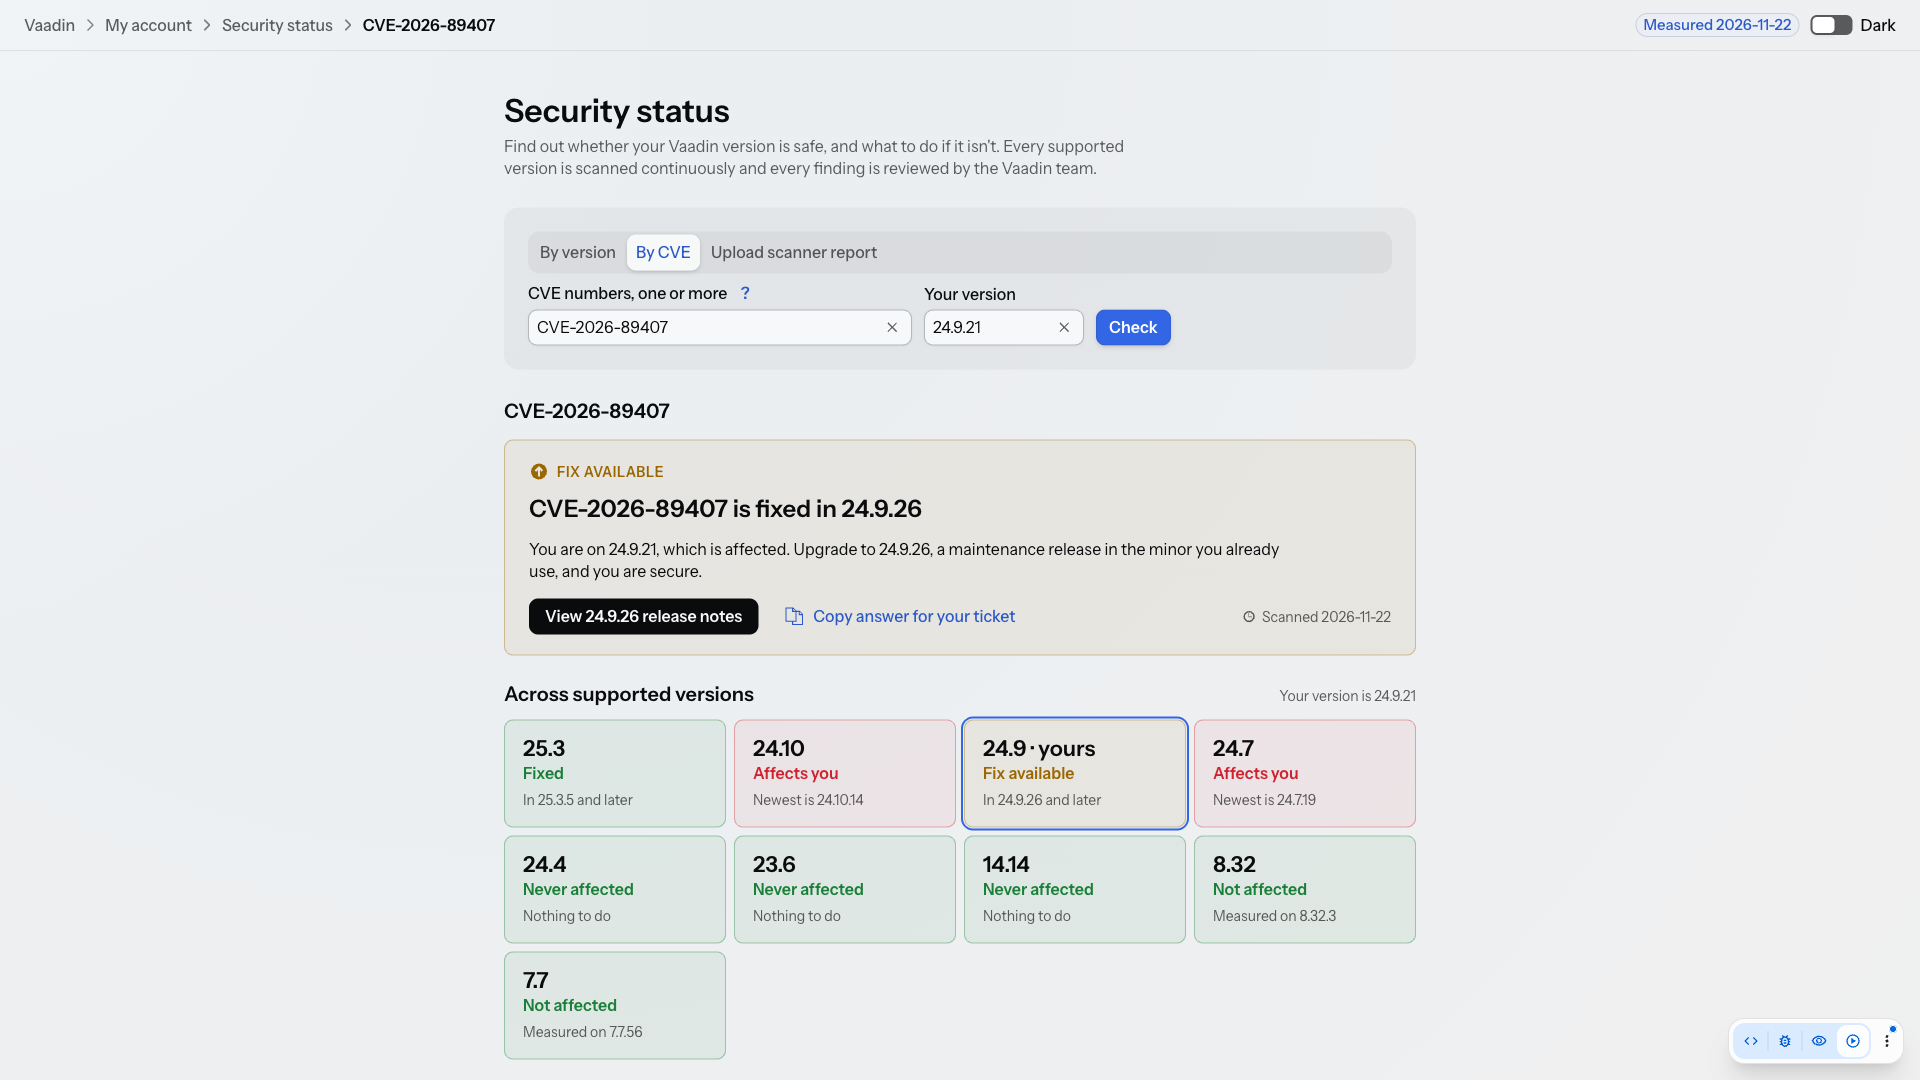 Vaadin > My account > Security status > CVE-2026-89407
Measured 2026-11-22
Dark
Security status
Find out whether your Vaadin version is safe, and what to do if it isn't. Every supported
version is scanned continuously and every finding is reviewed by the Vaadin team.
By version
By CVE
Upload scanner report
CVE numbers, one or more ?
Your version
CVE-2026-89407
24.9.21
Check
CVE-2026-89407
FIX AVAILABLE
CVE-2026-89407 is fixed in 24.9.26
You are on 24.9.21, which is affected. Upgrade to 24.9.26, a maintenance release in the minor you already
use, and you are secure.
View 24.9.26 release notes
Copy answer for your ticket
Scanned 2026-11-22
Across supported versions
Your version is 24.9.21
25.3
Fixed
In 25.3.5 and later
24.10
Affects you
Newest is 24.10.14
24.9 · yours
Fix available
In 24.9.26 and later
24.7
Affects you
Newest is 24.7.19
24.4
Never affected
Nothing to do
23.6
Never affected
Nothing to do
14.14
Never affected
Nothing to do
8.32
Not affected
Measured on 8.32.3
7.7
Not affected
Measured on 7.7.56